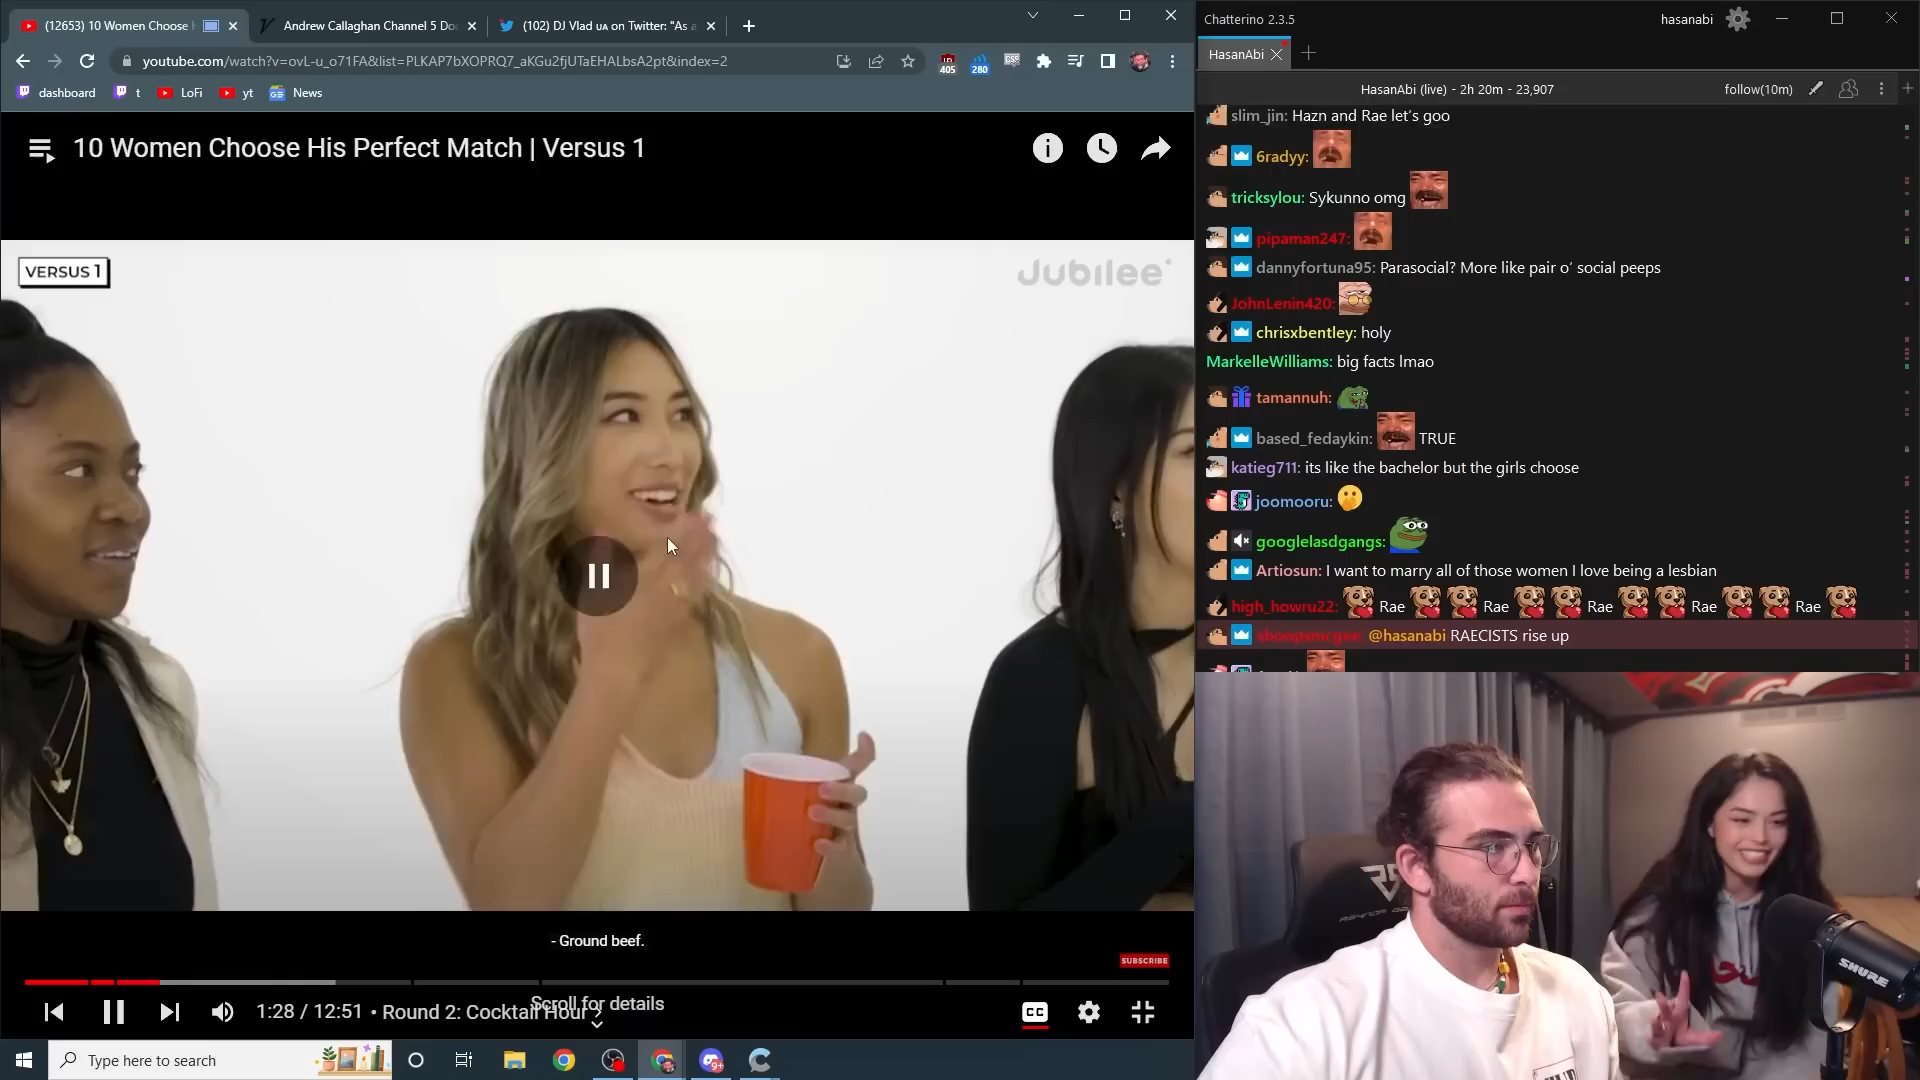 (12653) 10 Women Choose H
Andrew Callaghan Channel 5 Do
(102) DJ Vlad UA on Twitter: "As a
youtube.com/watch?v=ovL-u_o71FA&list=PLKAP7bXOPRQ7_aKGu2fjUTaEHALbsA2pt&index=2
405
280
dashboard
t
LoFi
yt
News
10 Women Choose His Perfect Match | Versus 1
VERSUS 1
Jubilee
- Ground beef.
SUBSCRIBE
1:28 / 12:51 • Round 2: Cocktail Hour
Scroll for details
CC
Type here to search
9+
Chatterino 2.3.5
hasanabi
HasanAbi
HasanAbi (live) - 2h 20m - 23,907
follow(10m)
slim_jin: Hazn and Rae let's goo
6radyy:
tricksylou: Sykunno omg
pipaman247:
dannyfortuna95: Parasocial? More like pair o' social peeps
JohnLenin420:
chrisxbentley: holy
MarkelleWilliams: big facts lmao
tamannuh:
based_fedaykin: TRUE
katieg711: its like the bachelor but the girls choose
joomooru:
googlelasdgangs:
Artiosun: I want to marry all of those women I love being a lesbian
high_howru22: Rae Rae Rae Rae Rae
sboopsmcgee: @hasanabi RAECISTS rise up
SHURE